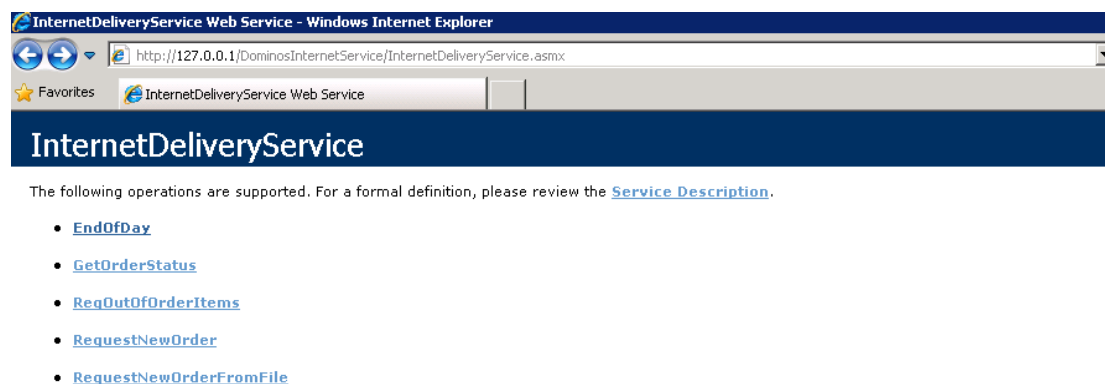 InternetDeliveryService Web Service - Windows Internet Explorer
http://127.0.0.1/DominosInternetService/InternetDeliveryService.asmx
Favorites InternetDeliveryService Web Service
InternetDeliveryService
The following operations are supported. For a formal definition, please review the Service Description.
• EndOfDay
• GetOrderStatus
• ReqOutOfOrderItems
• RequestNewOrder
• RequestNewOrderFromFile